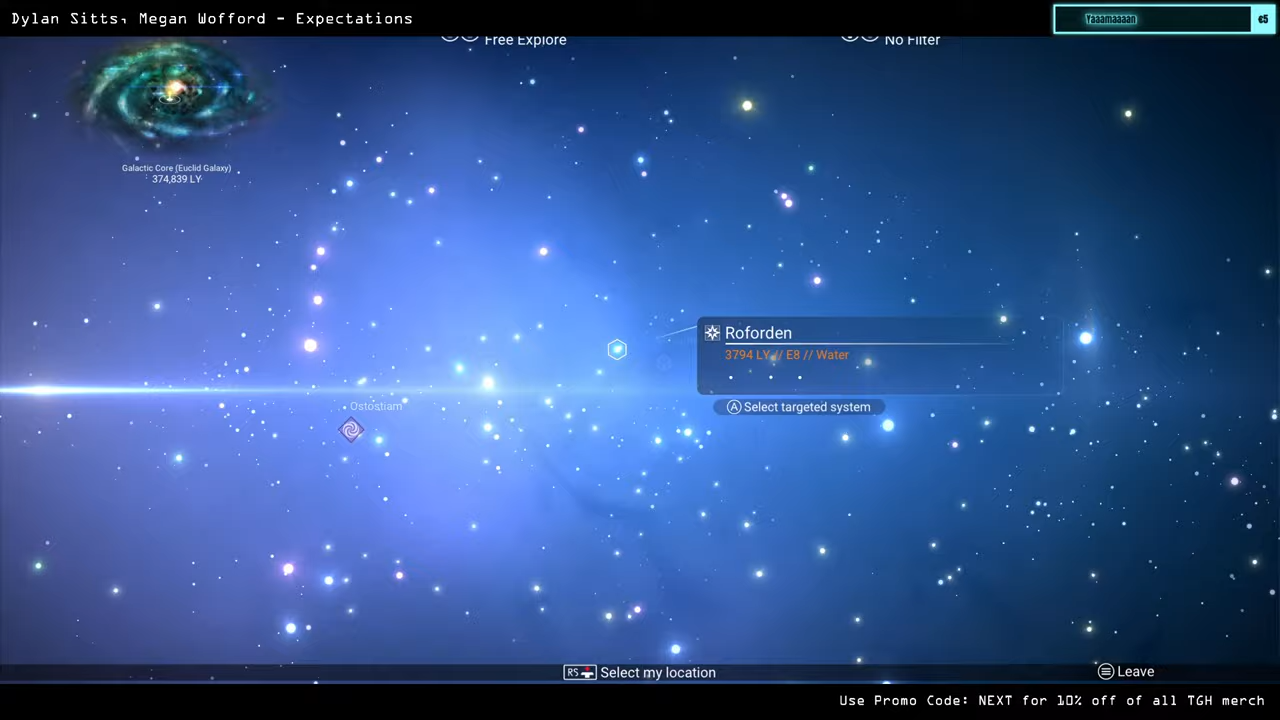 Dylan Sitts, Megan Wofford - Expectations
Yaaamaaaan
€5
Free Explore
No Filter
Galactic Core (Euclid Galaxy)
374,839 LY
Roforden
3794 LY // E8 // Water
A Select targeted system
Ostostiam
RS Select my location
Leave
Use Promo Code: NEXT for 10% off of all TGH merch